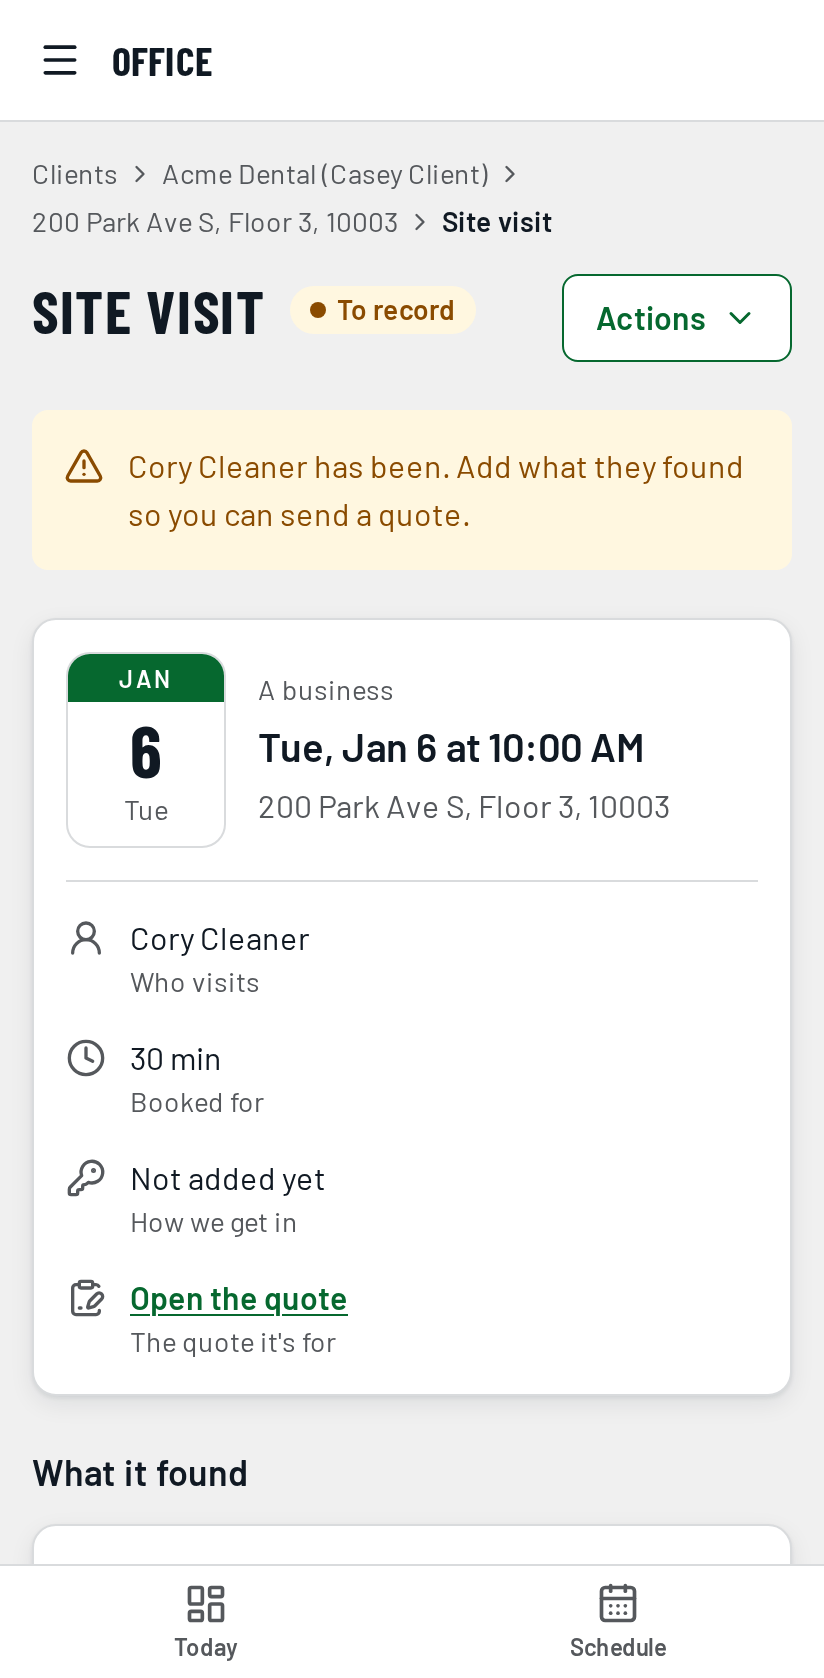 OFFICE
Clients > Acme Dental (Casey Client) >
200 Park Ave S, Floor 3, 10003 > Site visit
SITE VISIT
To record
Actions
Cory Cleaner has been. Add what they found
so you can send a quote.
JAN
6
Tue
A business
Tue, Jan 6 at 10:00 AM
200 Park Ave S, Floor 3, 10003
Cory Cleaner
Who visits
30 min
Booked for
Not added yet
How we get in
Open the quote
The quote it's for
What it found
Today
Schedule